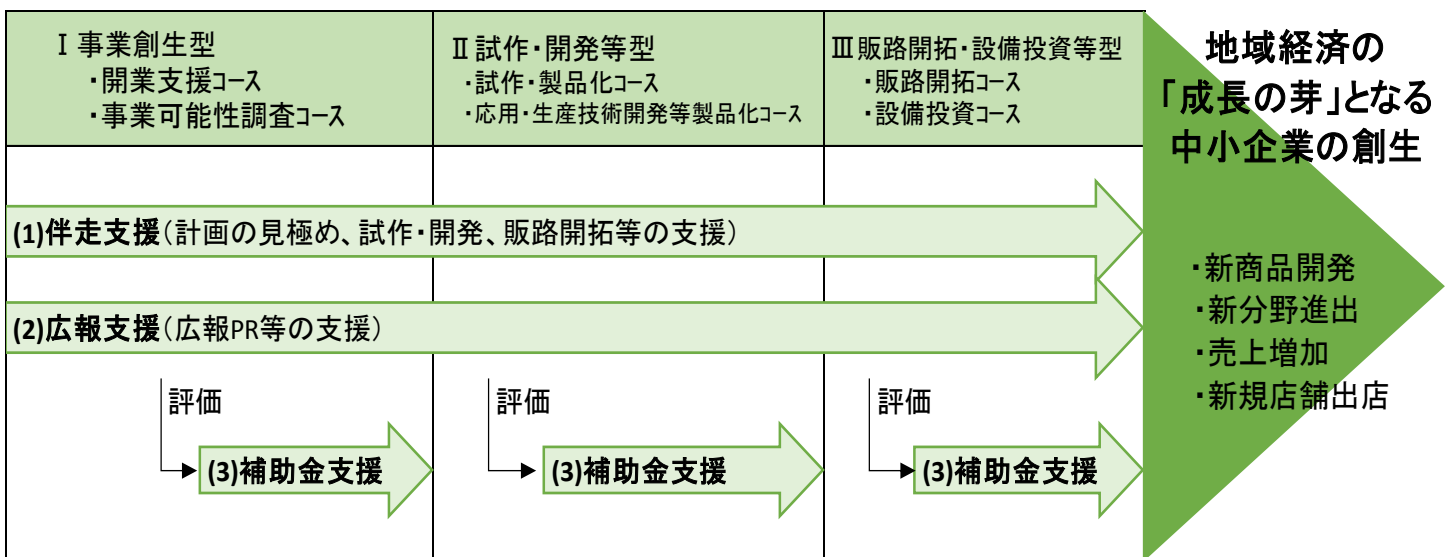 Ⅰ事業創生型
・開業支援コース
・事業可能性調査コース
Ⅱ試作・開発等型
・試作・製品化コース
・応用・生産技術開発等製品化コース
Ⅲ販路開拓・設備投資等型
・販路開拓コース
・設備投資コース
地域経済の
「成長の芽」となる
中小企業の創生
(1)伴走支援（計画の見極め、試作・開発、販路開拓等の支援）
(2)広報支援（広報PR等の支援）
・新商品開発
・新分野進出
・売上増加
・新規店舗出店
評価
(3)補助金支援
評価
(3)補助金支援
評価
(3)補助金支援